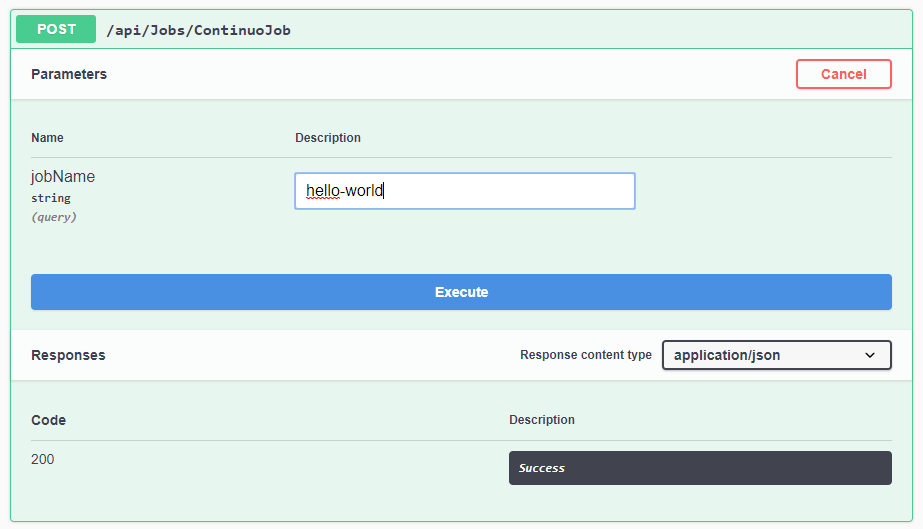 POST /api/Jobs/ContinuoJob
Parameters Cancel
Name Description
jobName hello-world
string
(query)
Execute
Responses Response content type application/json
Code Description
200 Success